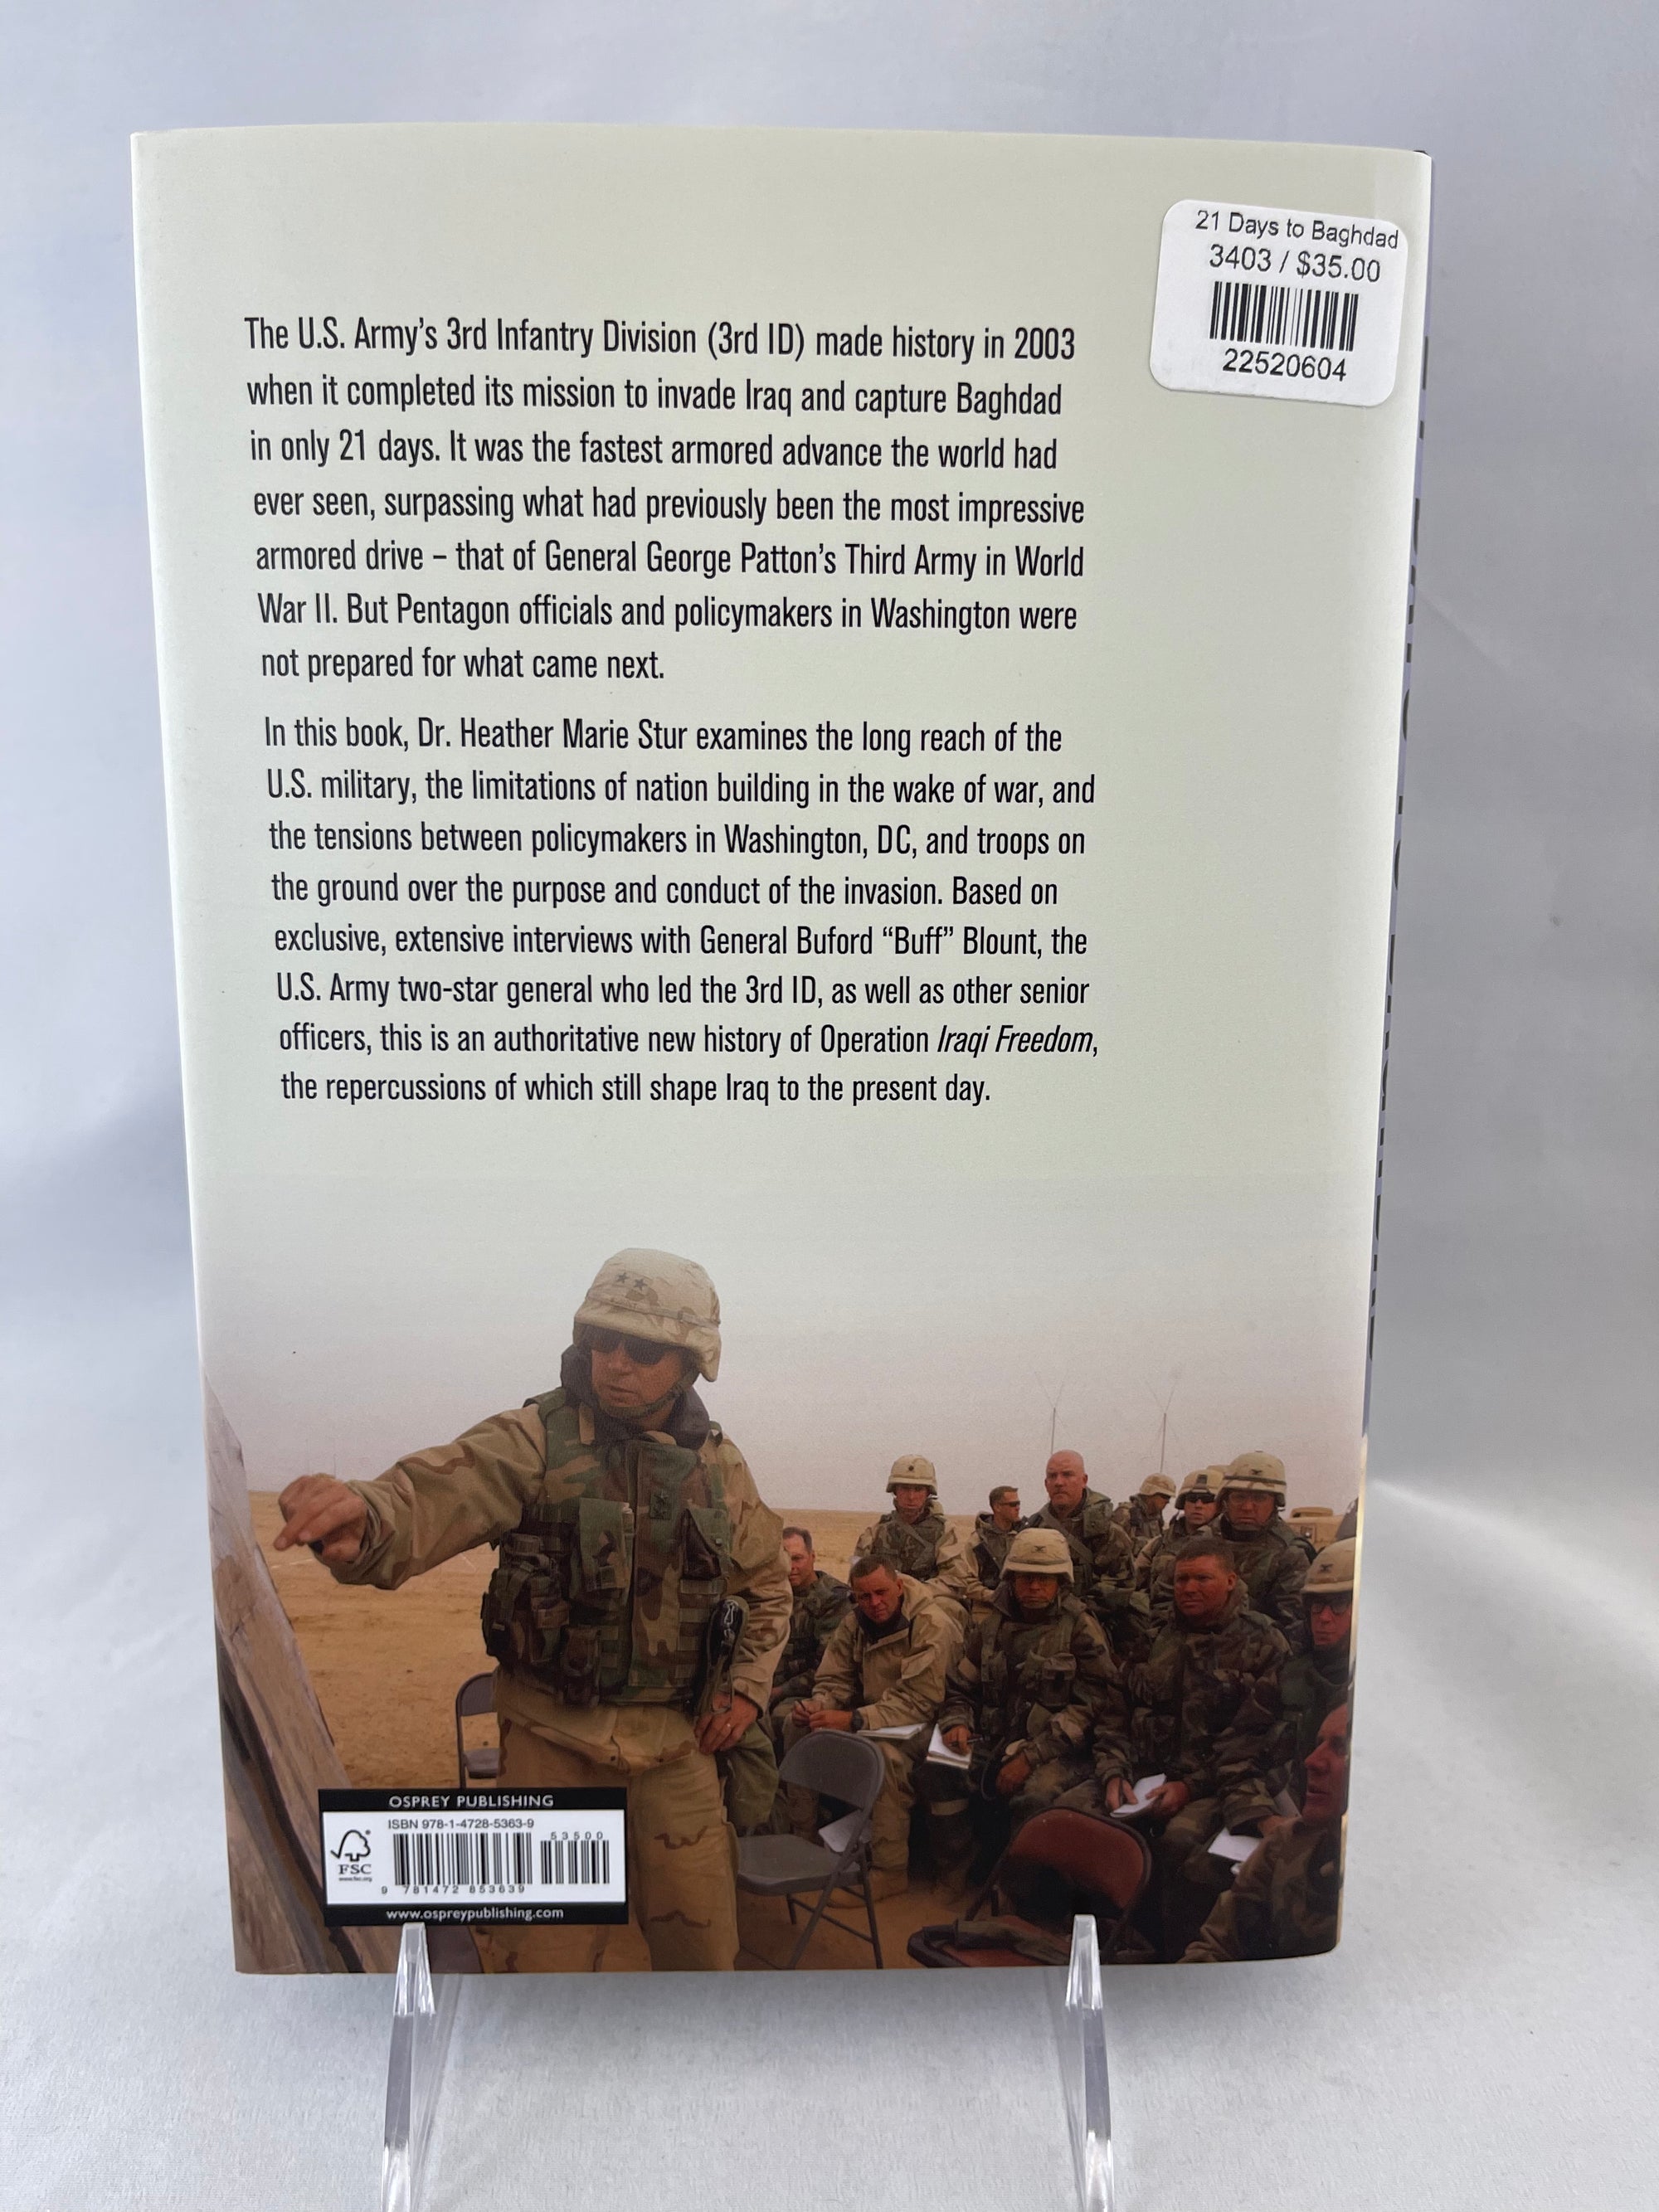 21 Days to Baghdad
3403 / $35.00
22520604
The U.S. Army's 3rd Infantry Division (3rd ID) made history in 2003
when it completed its mission to invade Iraq and capture Baghdad
in only 21 days. It was the fastest armored advance the world had
ever seen, surpassing what had previously been the most impressive
armored drive – that of General George Patton's Third Army in World
War II. But Pentagon officials and policymakers in Washington were
not prepared for what came next.
In this book, Dr. Heather Marie Stur examines the long reach of the
U.S. military, the limitations of nation building in the wake of war, and
the tensions between policymakers in Washington, DC, and troops on
the ground over the purpose and conduct of the invasion. Based on
exclusive, extensive interviews with General Buford “Buff” Blount, the
U.S. Army two-star general who led the 3rd ID, as well as other senior
officers, this is an authoritative new history of Operation Iraqi Freedom,
the repercussions of which still shape Iraq to the present day.
OSPREY PUBLISHING
ISBN 978-1-4728-5363-9
53500
FSC
www.fsc.org
9 781472 853639
www.ospreypublishing.com